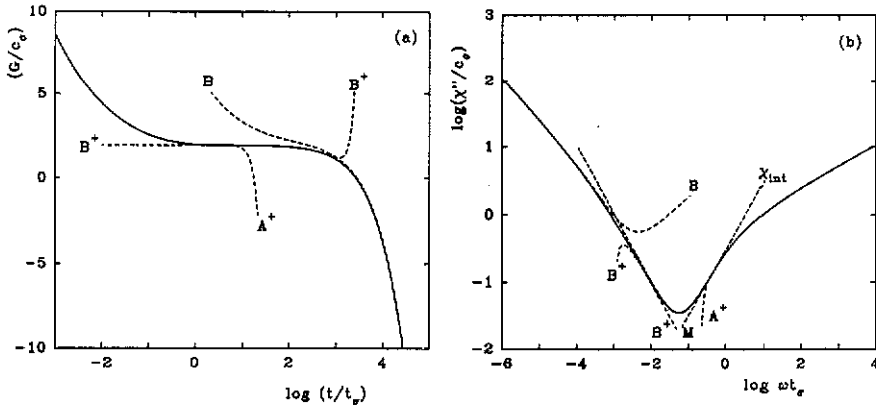 (a)
(G/c_σ)
10
5
0
-5
-10
B
B⁺
B⁺
A⁺
-2
0
2
4
log (t/t_σ)
(b)
log(χ''/c_σ)
3
2
1
0
-1
-2
B
χ_int
B⁺
B⁺
M
A⁺
-6
-4
-2
0
2
4
log ωt_σ